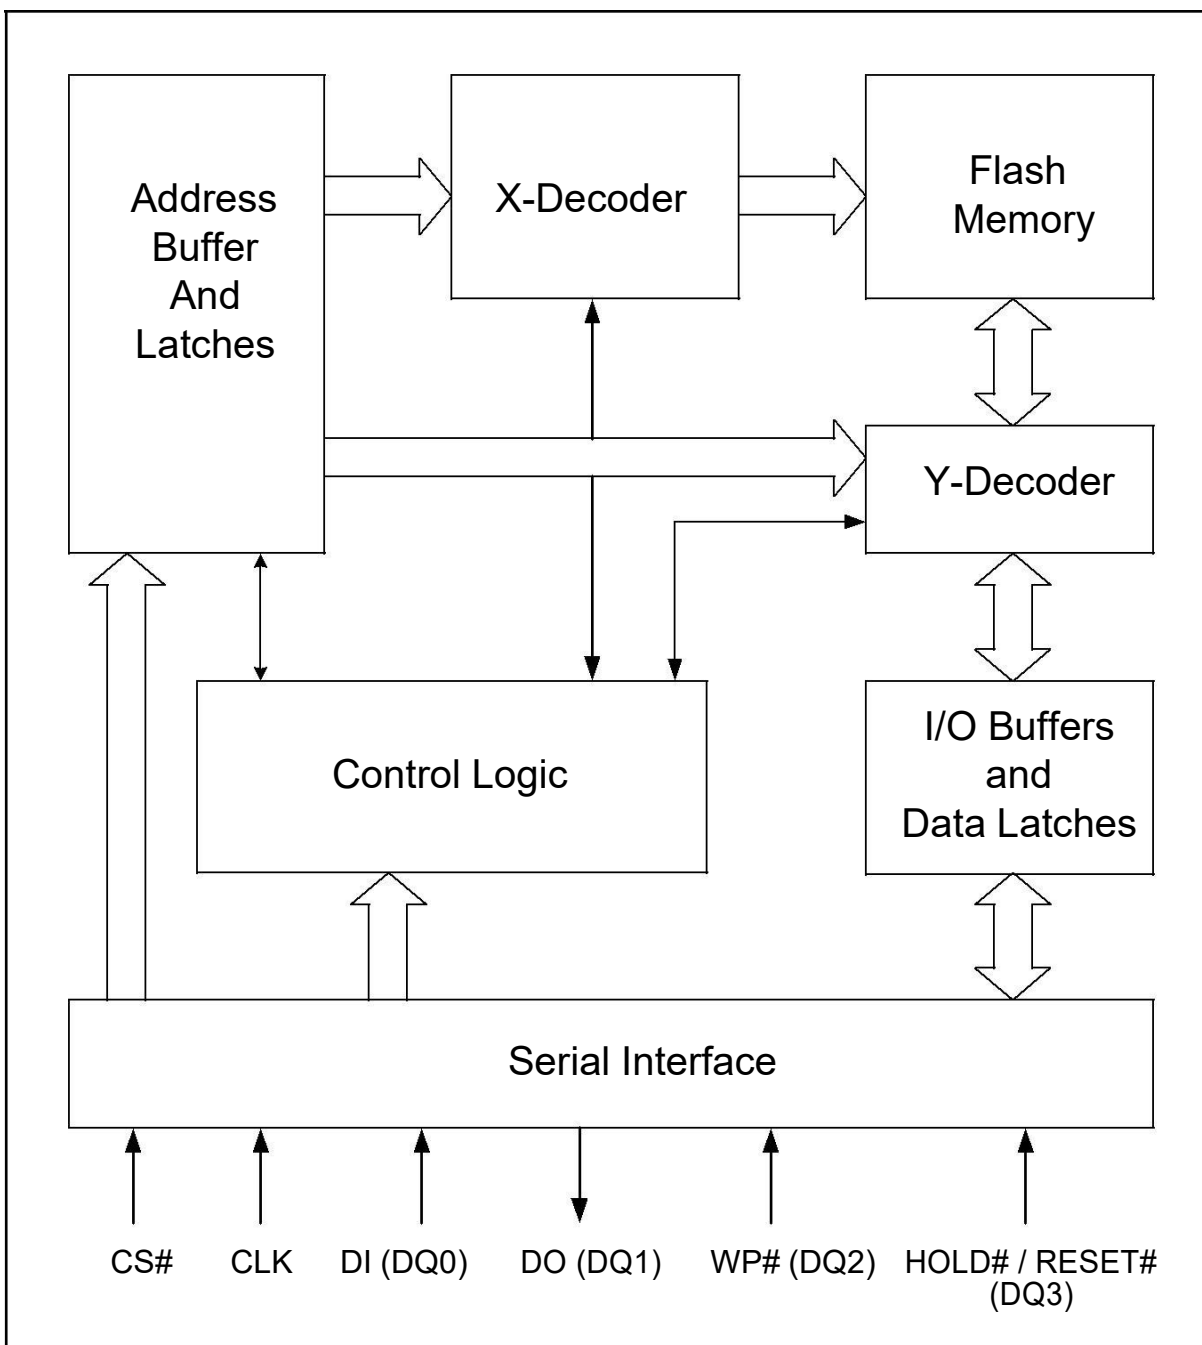 Address
Buffer
And
Latches
X-Decoder
Flash
Memory
Y-Decoder
Control Logic
I/O Buffers
and
Data Latches
Serial Interface
CS#
CLK
DI (DQ0)
DO (DQ1)
WP# (DQ2)
HOLD# / RESET#
(DQ3)